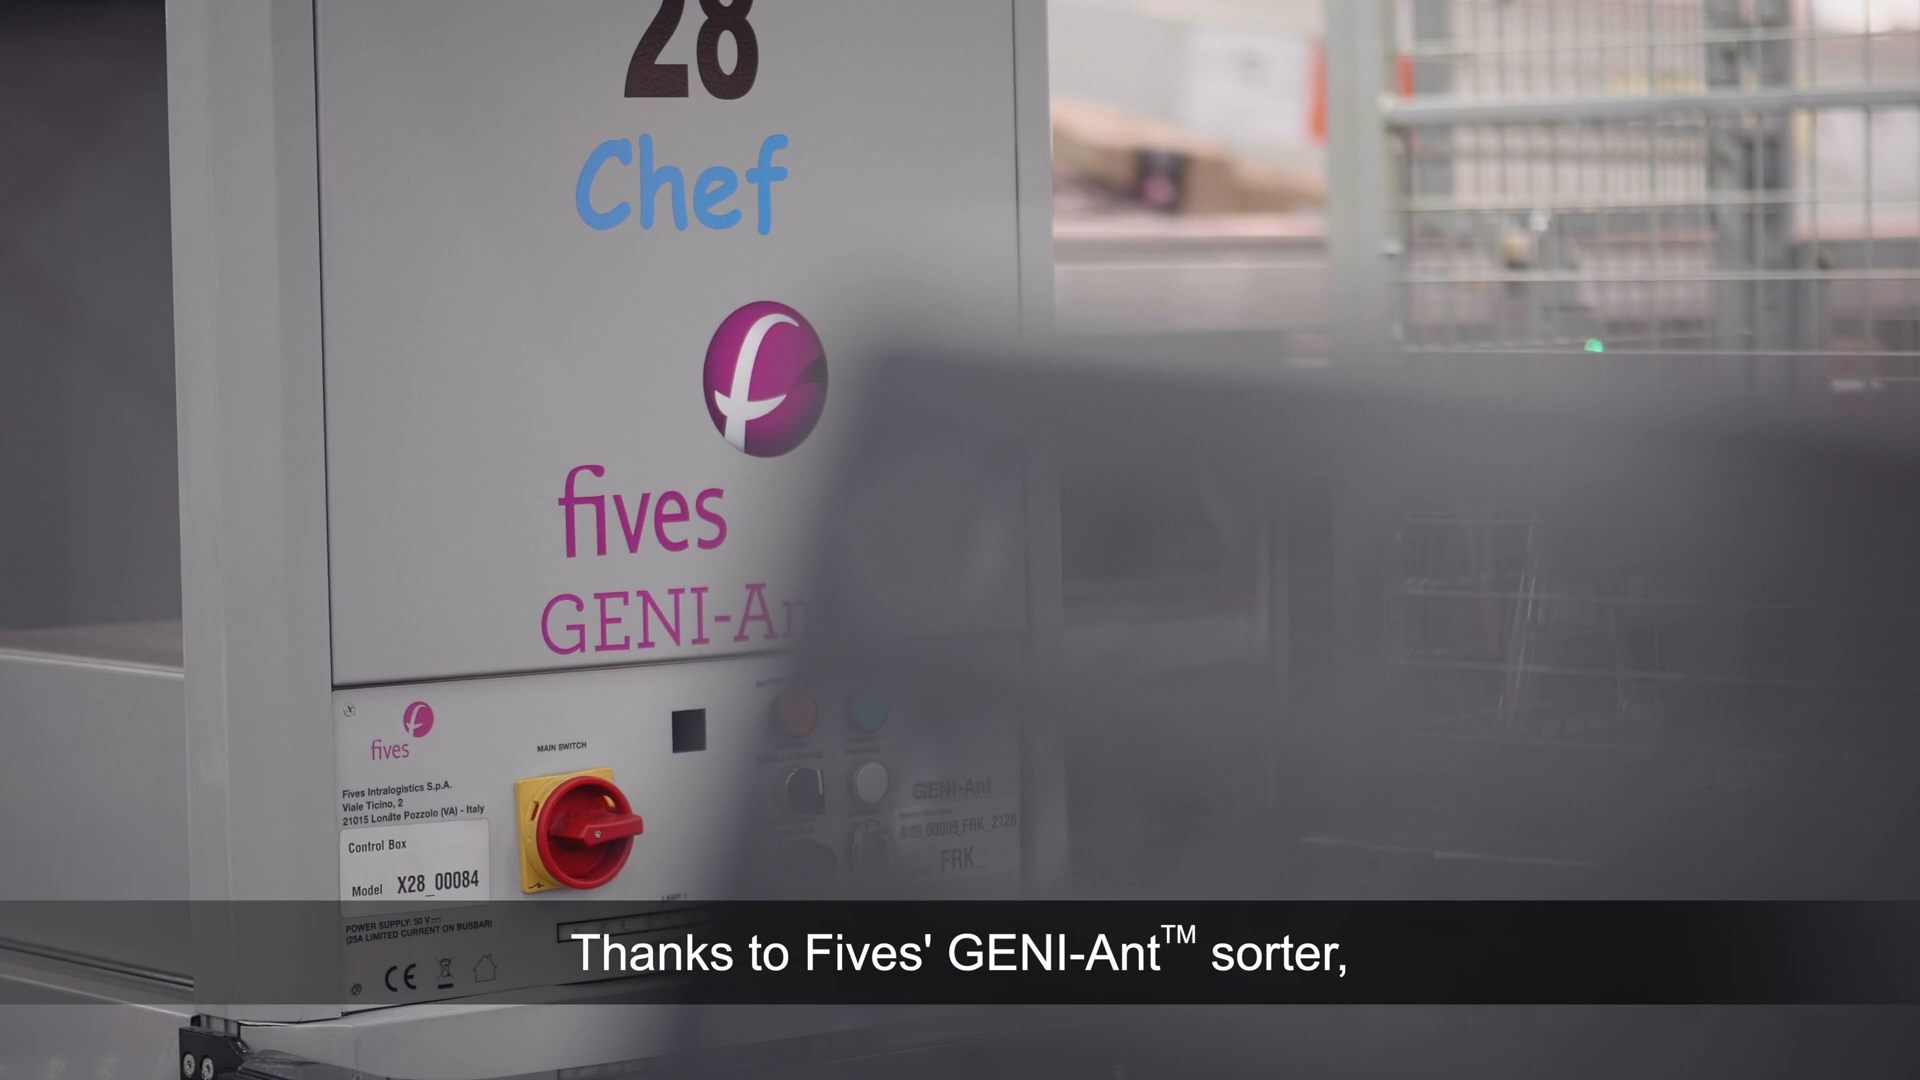 28
Chef
fives
GENI-An
fives
MAIN SWITCH
Fives Intralogistics S.p.A.
Viale Ticino, 2
21015 Lonate Pozzolo (VA) - Italy
Control Box
Model X28_00084
POWER SUPPLY: 50 V
(25A LIMITED CURRENT ON BUSBAR)
CE
GENI-Ant
FRK_
Thanks to Fives' GENI-Ant™ sorter,